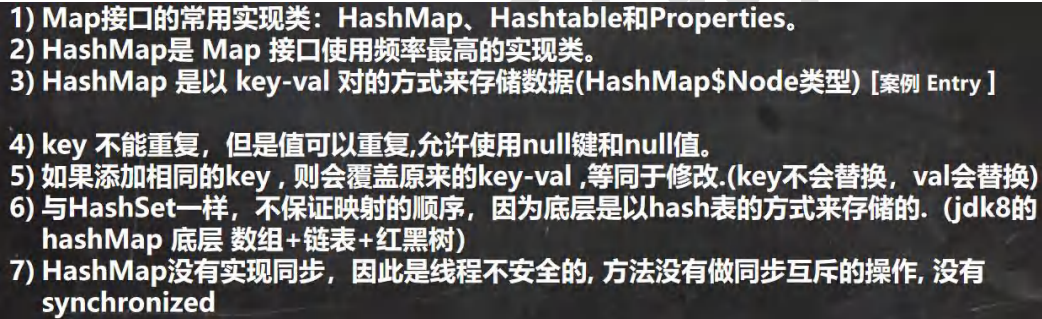 1) Map接口的常用实现类：HashMap、Hashtable和Properties。
2) HashMap是 Map 接口使用频率最高的实现类。
3) HashMap 是以 key-val 对的方式来存储数据(HashMap$Node类型) [案例 Entry ]
4) key 不能重复，但是值可以重复,允许使用null键和null值。
5) 如果添加相同的key , 则会覆盖原来的key-val ,等同于修改.(key不会替换，val会替换)
6) 与HashSet一样，不保证映射的顺序，因为底层是以hash表的方式来存储的.（jdk8的
hashMap 底层 数组+链表+红黑树）
7) HashMap没有实现同步，因此是线程不安全的, 方法没有做同步互斥的操作, 没有
synchronized